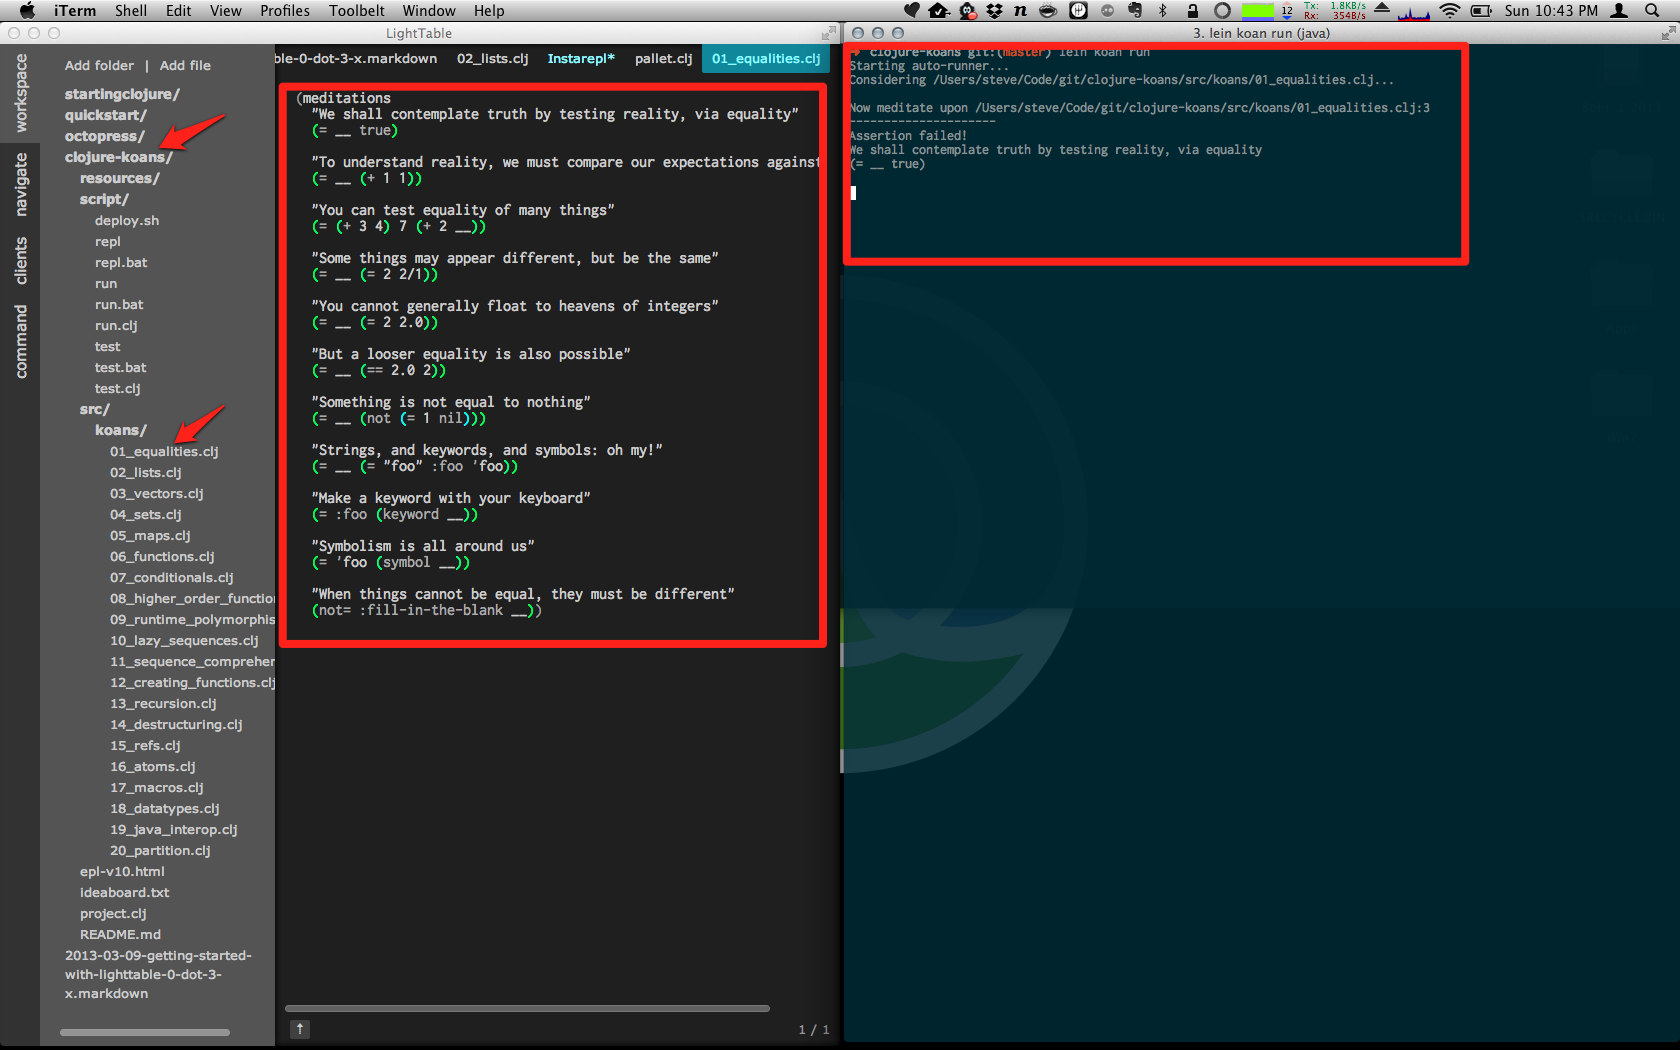 iTerm Shell Edit View Profiles Toolbelt Window Help
12 Tx: 1.8KB/s Rx: 354B/s Sun 10:43 PM
LightTable
3. lein koan run (java)
workspace
navigate
clients
command
Add folder | Add file
startingclojure/
quickstart/
octopress/
clojure-koans/
resources/
script/
deploy.sh
repl
repl.bat
run
run.bat
run.clj
test
test.bat
test.clj
src/
koans/
01_equalities.clj
02_lists.clj
03_vectors.clj
04_sets.clj
05_maps.clj
06_functions.clj
07_conditionals.clj
08_higher_order_function
09_runtime_polymorphis
10_lazy_sequences.clj
11_sequence_comprehen
12_creating_functions.clj
13_recursion.clj
14_destructuring.clj
15_refs.clj
16_atoms.clj
17_macros.clj
18_datatypes.clj
19_java_interop.clj
20_partition.clj
epl-v10.html
ideaboard.txt
project.clj
README.md
2013-03-09-getting-started-
with-lighttable-0-dot-3-
x.markdown
ble-0-dot-3-x.markdown 02_lists.clj Instarepl* pallet.clj 01_equalities.clj
(meditations
"We shall contemplate truth by testing reality, via equality"
(= __ true)
"To understand reality, we must compare our expectations against
(= __ (+ 1 1))
"You can test equality of many things"
(= (+ 3 4) 7 (+ 2 __))
"Some things may appear different, but be the same"
(= __ (= 2 2/1))
"You cannot generally float to heavens of integers"
(= __ (= 2 2.0))
"But a looser equality is also possible"
(= __ (== 2.0 2))
"Something is not equal to nothing"
(= __ (not (= 1 nil)))
"Strings, and keywords, and symbols: oh my!"
(= __ (= "foo" :foo 'foo))
"Make a keyword with your keyboard"
(= :foo (keyword __))
"Symbolism is all around us"
(= 'foo (symbol __))
"When things cannot be equal, they must be different"
(not= :fill-in-the-blank __))
↑ 1 / 1
clojure-koans git:(master) lein koan run
Starting auto-runner...
Considering /Users/steve/Code/git/clojure-koans/src/koans/01_equalities.clj...
Now meditate upon /Users/steve/Code/git/clojure-koans/src/koans/01_equalities.clj:3
---------------------
Assertion failed!
We shall contemplate truth by testing reality, via equality
(= __ true)